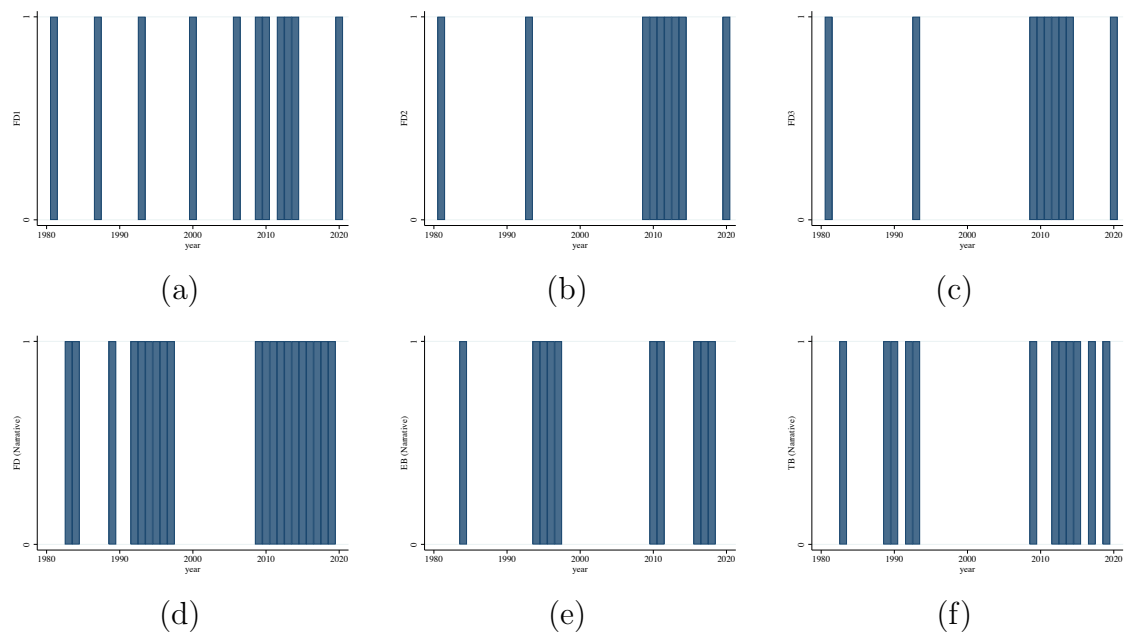 FD1
1
0
1980 1990 2000 2010 2020
year
(a)
FD2
1
0
1980 1990 2000 2010 2020
year
(b)
FD3
1
0
1980 1990 2000 2010 2020
year
(c)
FD (Narrative)
1
0
1980 1990 2000 2010 2020
year
(d)
EB (Narrative)
1
0
1980 1990 2000 2010 2020
year
(e)
TB (Narrative)
1
0
1980 1990 2000 2010 2020
year
(f)